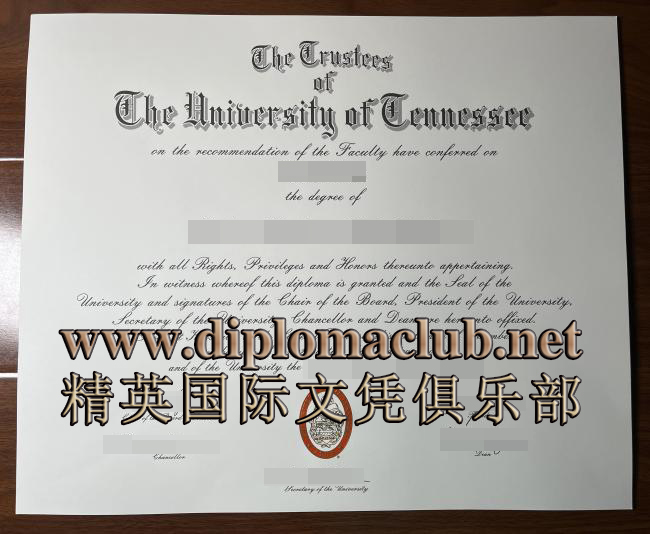 The Trustees
of
The University of Tennessee
on the recommendation of the Faculty have conferred on
the degree of
with all Rights, Privileges and Honors thereunto appertaining.
In witness whereof this diploma is granted and the Seal of the
University and signatures of the Chair of the Board, President of the University,
Secretary of the University, Chancellor and Dean are hereunto affixed.
www.diplomaclub.net
and of the University the
精英国际文凭俱乐部
Chancellor
Dean
Secretary of the University